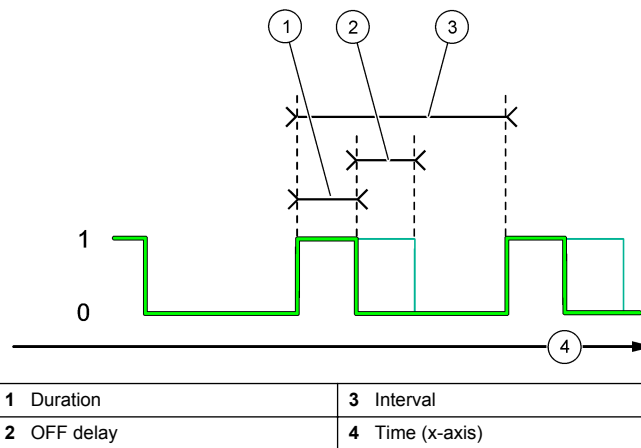 1 2 3
1
0
4
1 Duration 3 Interval
2 OFF delay 4 Time (x-axis)